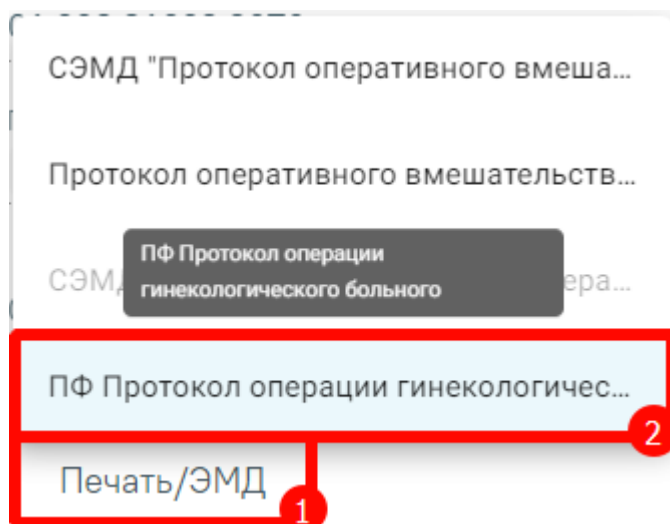 СЭМД "Протокол оперативного вмеша...
Протокол оперативного вмешательств...
ПФ Протокол операции
гинекологического больного
СЭМД ера...
ПФ Протокол операции гинекологичес...
2
Печать/ЭМД
1